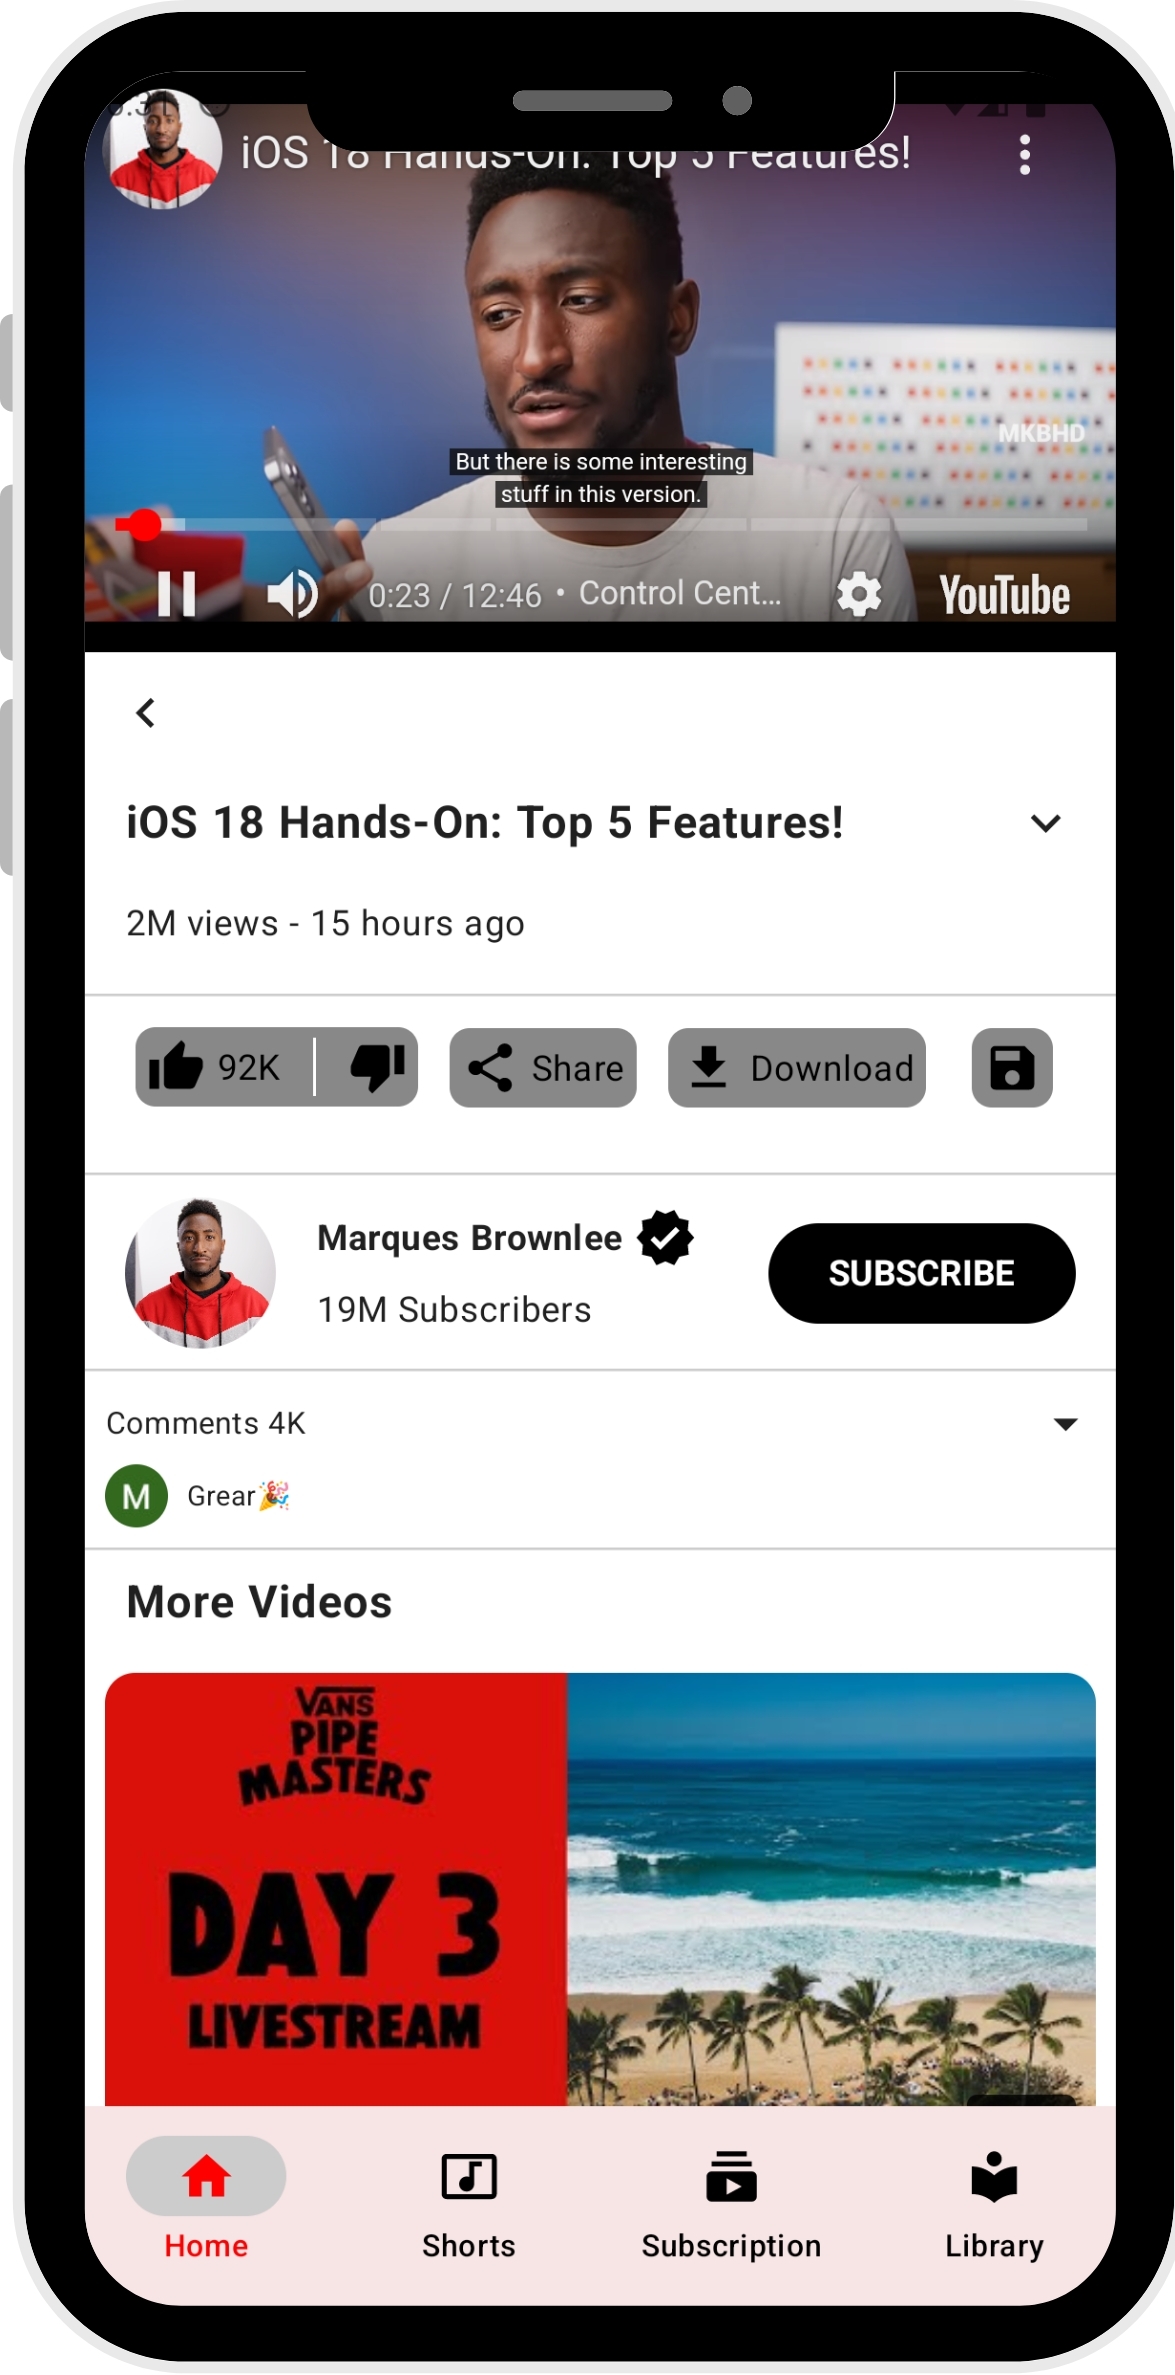 iOS 18 Hands-On: Top 5 Features!
MKBHD
But there is some interesting
stuff in this version.
0:23 / 12:46 • Control Cent...
YouTube
iOS 18 Hands-On: Top 5 Features!
2M views - 15 hours ago
92K
Share
Download
Marques Brownlee
SUBSCRIBE
19M Subscribers
Comments 4K
M
Grear🎉
More Videos
VANS
PIPE
MASTERS
DAY 3
LIVESTREAM
Home
Shorts
Subscription
Library